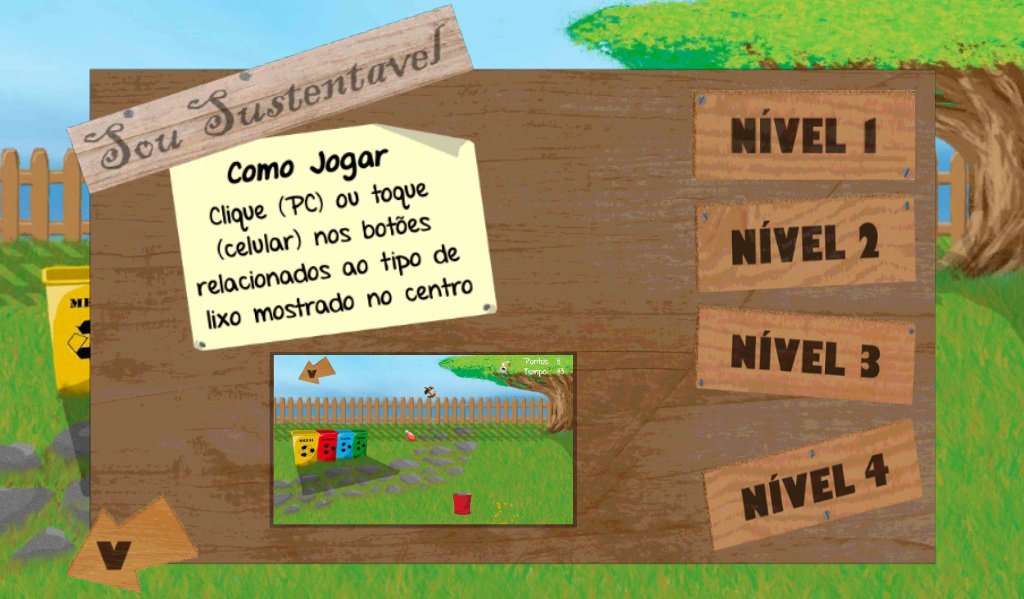 Sou Sustentavel
Como Jogar
Clique (PC) ou toque
(celular) nos botões
relacionados ao tipo de
lixo mostrado no centro
NÍVEL 1
NÍVEL 2
NÍVEL 3
NÍVEL 4
Pontos:
Tempo:
V
V